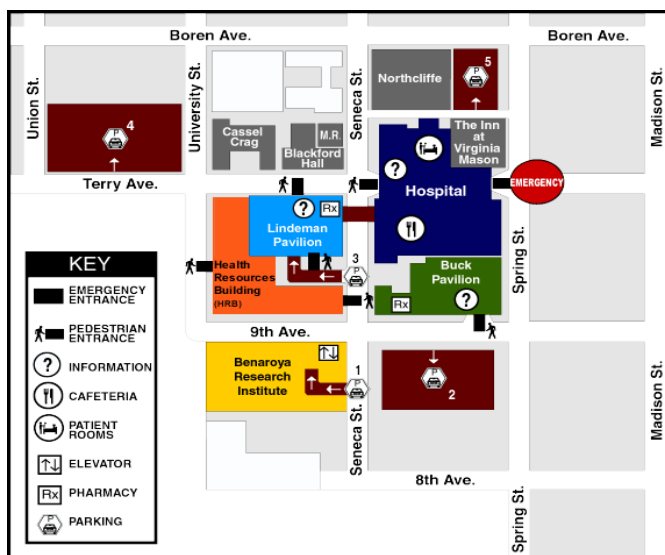 Boren Ave.
Boren Ave.
Union St.
University St.
Seneca St.
Madison St.
Northcliffe
P
5
P
4
Cassel
Crag
M.R.
Blackford
Hall
The Inn
at
Virginia
Mason
Terry Ave.
?
Hospital
EMERGENCY
? Rx
Lindeman
Pavilion
Spring St.
Health
Resources
Building
(HRB)
3
P
Buck
Pavilion
Rx
?
9th Ave.
Benaroya
Research
Institute
1
P
P
2
Seneca St.
Madison St.
8th Ave.
Spring St.
KEY
EMERGENCY
ENTRANCE
PEDESTRIAN
ENTRANCE
? INFORMATION
CAFETERIA
PATIENT
ROOMS
ELEVATOR
Rx PHARMACY
P PARKING